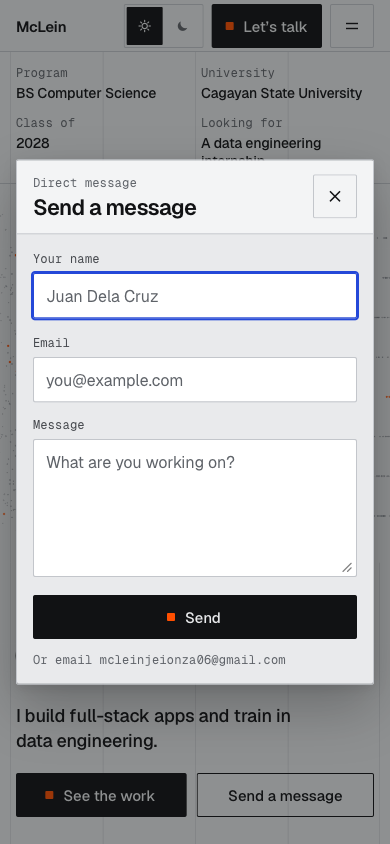 McLein
Let's talk
Program
BS Computer Science
University
Cagayan State University
Class of
2028
Looking for
A data engineering
internship
Direct message
Send a message
Your name
Juan Dela Cruz
Email
you@example.com
Message
What are you working on?
Send
Or email mcleinjeionza06@gmail.com
I build full-stack apps and train in
data engineering.
See the work
Send a message